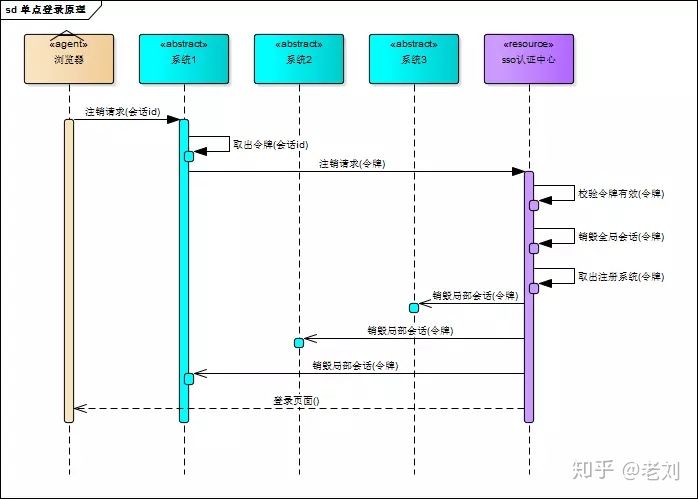 sd 单点登录原理
«agent»
浏览器
«abstract»
系统1
«abstract»
系统2
«abstract»
系统3
«resource»
sso认证中心
注销请求(会话id)
取出令牌(会话id)
注销请求(令牌)
校验令牌有效(令牌)
销毁全局会话(令牌)
取出注册系统(令牌)
销毁局部会话(令牌)
销毁局部会话(令牌)
销毁局部会话(令牌)
登录页面()
知乎 @老刘